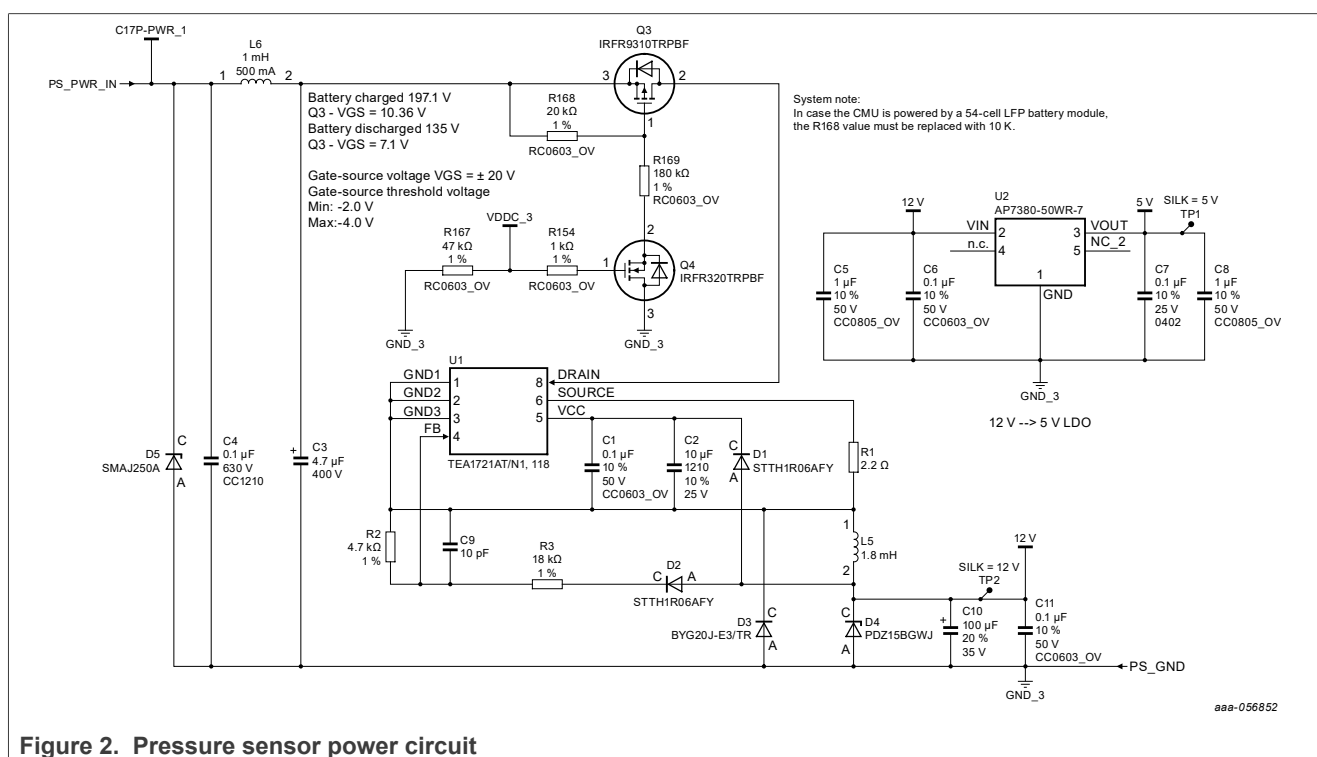 C17P-PWR_1
PS_PWR_IN
L6
1 mH
500 mA
1
2
Q3
IRFR9310TRPBF
3
2
1
Battery charged 197.1 V
Q3 - VGS = 10.36 V
Battery discharged 135 V
Q3 - VGS = 7.1 V
Gate-source voltage VGS = ± 20 V
Gate-source threshold voltage
Min: -2.0 V
Max:-4.0 V
R168
20 kΩ
1 %
RC0603_OV
R169
180 kΩ
1 %
RC0603_OV
System note:
In case the CMU is powered by a 54-cell LFP battery module,
the R168 value must be replaced with 10 K.
VDDC_3
R167
47 kΩ
1 %
RC0603_OV
R154
1 kΩ
1 %
RC0603_OV
2
1
Q4
IRFR320TRPBF
3
GND_3
GND_3
12 V
U2
AP7380-50WR-7
5 V
SILK = 5 V
TP1
VIN
2
3
VOUT
n.c.
4
5
NC_2
1
GND
C5
1 µF
10 %
50 V
CC0805_OV
C6
0.1 µF
10 %
50 V
CC0603_OV
C7
0.1 µF
10 %
25 V
0402
C8
1 µF
10 %
50 V
CC0805_OV
GND_3
12 V --> 5 V LDO
U1
GND1
1
GND2
2
GND3
3
FB
4
8
DRAIN
6
SOURCE
5
VCC
TEA1721AT/N1, 118
D5
SMAJ250A
C
A
C4
0.1 µF
630 V
CC1210
+
C3
4.7 µF
400 V
C1
0.1 µF
10 %
50 V
CC0603_OV
C2
10 µF
1210
10 %
25 V
C
D1
STTH1R06AFY
A
R1
2.2 Ω
R2
4.7 kΩ
1 %
C9
10 pF
R3
18 kΩ
1 %
D2
C
A
STTH1R06AFY
1
L5
1.8 mH
2
12 V
SILK = 12 V
TP2
D3
BYG20J-E3/TR
C
A
C
D4
PDZ15BGWJ
A
+
C10
100 µF
20 %
35 V
C11
0.1 µF
10 %
50 V
CC0603_OV
PS_GND
GND_3
aaa-056852
Figure 2. Pressure sensor power circuit